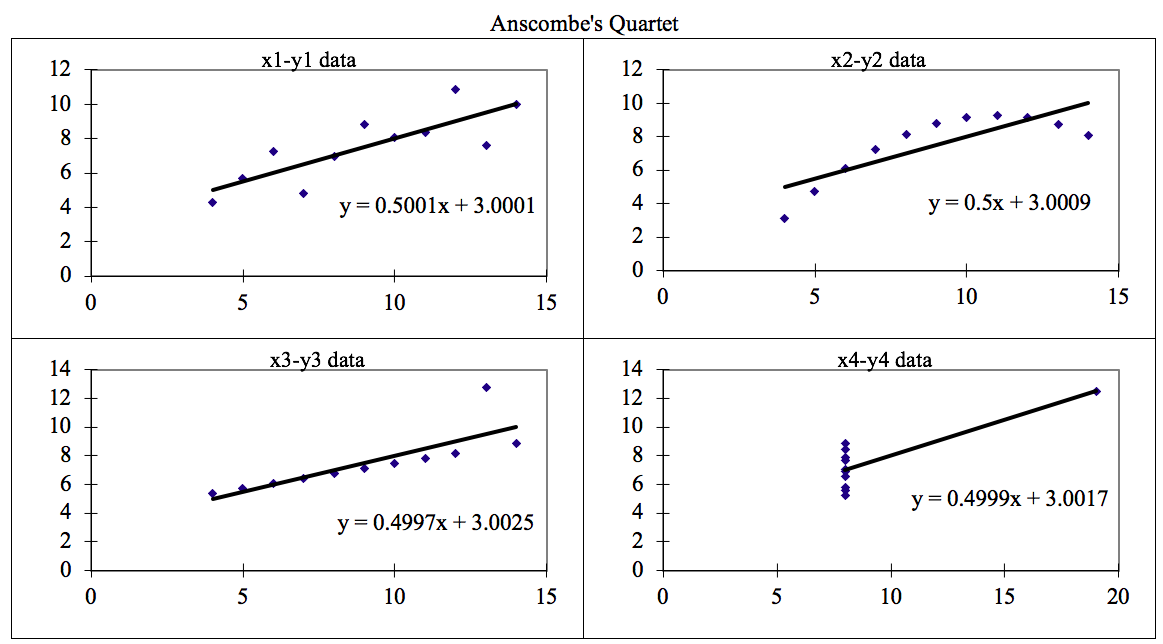 Anscombe's Quartet
x1-y1 data
12
10
8
6
4
2
0
0 5 10 15
y = 0.5001x + 3.0001
x2-y2 data
12
10
8
6
4
2
0
0 5 10 15
y = 0.5x + 3.0009
x3-y3 data
14
12
10
8
6
4
2
0
0 5 10 15
y = 0.4997x + 3.0025
x4-y4 data
14
12
10
8
6
4
2
0
0 5 10 15 20
y = 0.4999x + 3.0017